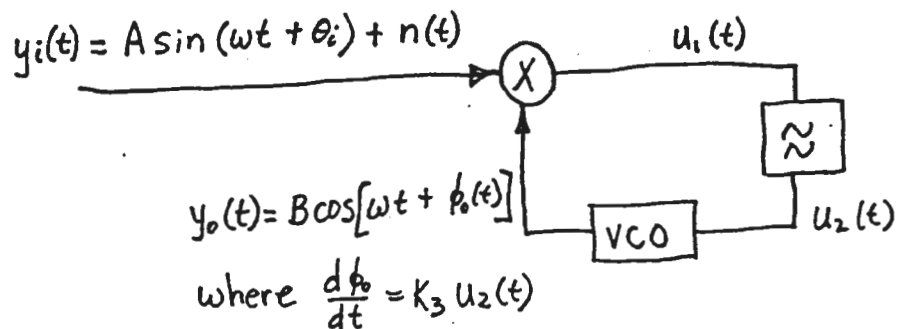 yi(t) = A sin (ωt + θi) + n(t)
X
u₁(t)
≈
yo(t) = B cos[ωt + ϕo(t)]
VCO
u₂(t)
where dϕo/dt = K₃ u₂(t)